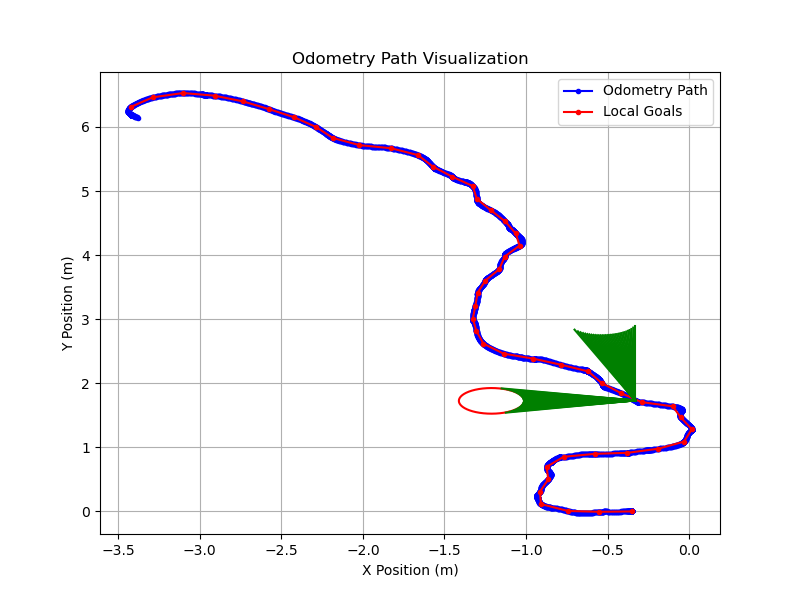 Odometry Path Visualization
Odometry Path
Local Goals
Y Position (m)
6
5
4
3
2
1
0
−3.5 −3.0 −2.5 −2.0 −1.5 −1.0 −0.5 0.0
X Position (m)